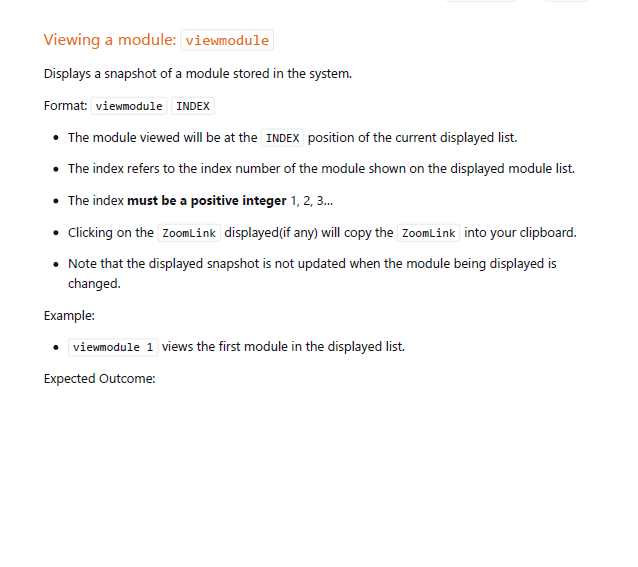 Viewing a module: viewmodule
Displays a snapshot of a module stored in the system.
Format: viewmodule INDEX
• The module viewed will be at the INDEX position of the current displayed list.
• The index refers to the index number of the module shown on the displayed module list.
• The index must be a positive integer 1, 2, 3...
• Clicking on the ZoomLink displayed(if any) will copy the ZoomLink into your clipboard.
• Note that the displayed snapshot is not updated when the module being displayed is
changed.
Example:
• viewmodule 1 views the first module in the displayed list.
Expected Outcome: